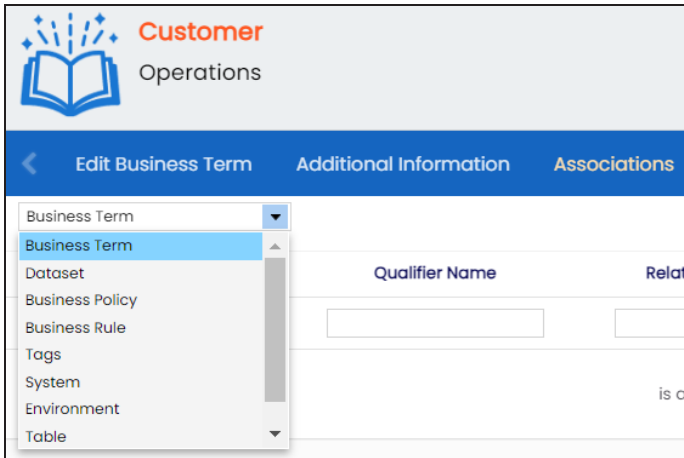 Customer
Operations
Edit Business Term Additional Information Associations
Business Term
Business Term
Dataset
Qualifier Name
Business Policy
Business Rule
Tags
System
is
Environment
Table